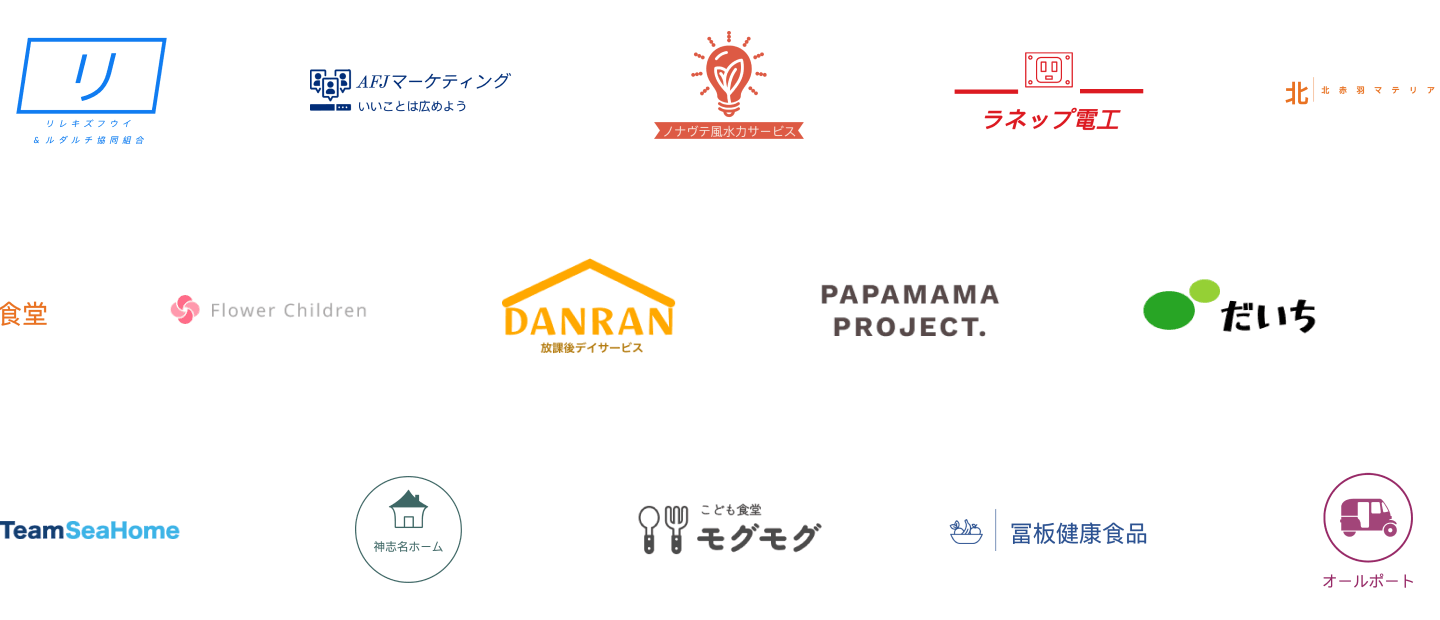 リ
リレキズフウイ
&ルダルチ協同組合
AFJマーケティング
いいことは広めよう
ノナヴテ風水力サービス
ラネップ電工
北
北赤羽マテリア
食堂
Flower Children
DANRAN
放課後デイサービス
PAPAMAMA
PROJECT.
だいち
TeamSeaHome
神志名ホーム
こども食堂
モグモグ
冨板健康食品
オールポート